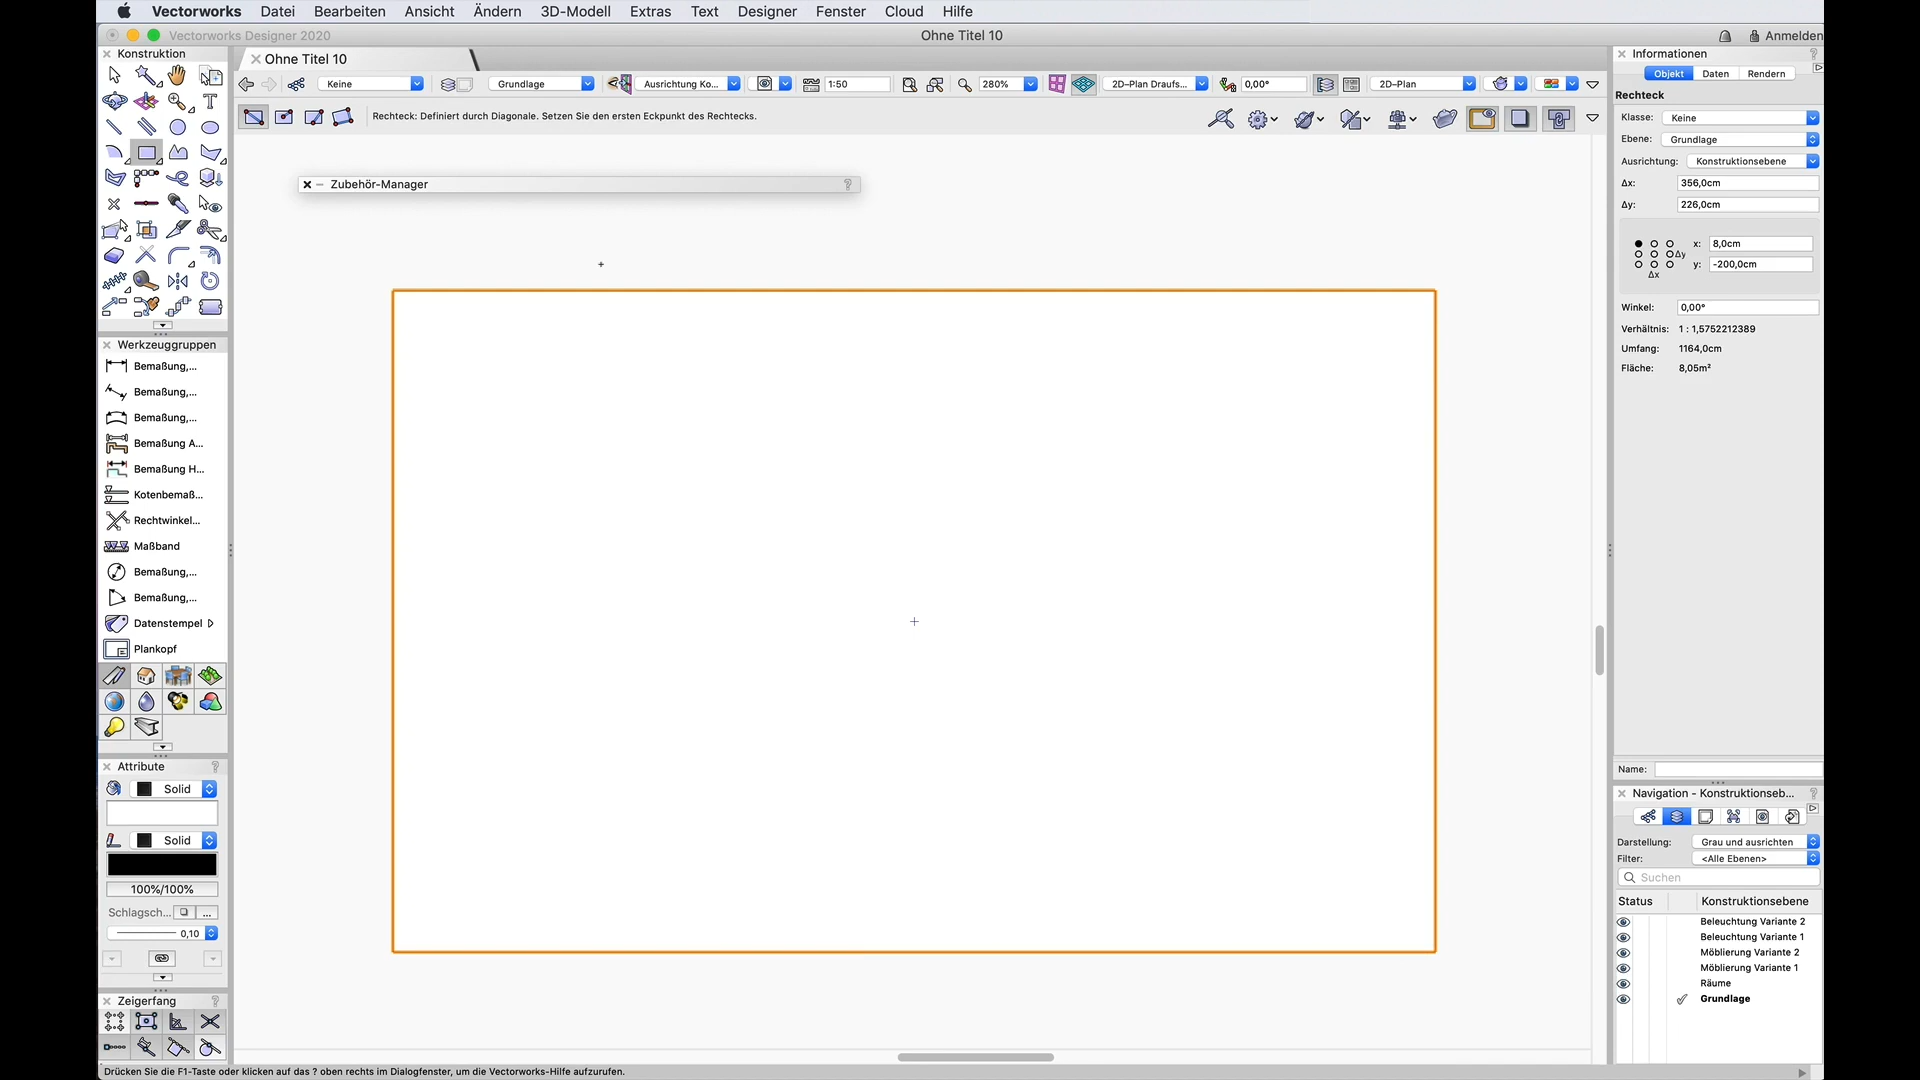 Vectorworks Datei Bearbeiten Ansicht Ändern 3D-Modell Extras Text Designer Fenster Cloud Hilfe
Vectorworks Designer 2020
Ohne Titel 10
Anmelden
Konstruktion
Ohne Titel 10
Keine
Grundlage
Ausrichtung Ko...
1:50
280%
2D-Plan Draufs...
0,00°
2D-Plan
Rechteck: Definiert durch Diagonale. Setzen Sie den ersten Eckpunkt des Rechtecks.
Zubehör-Manager
?
Werkzeuggruppen
Bemaßung,...
Bemaßung,...
Bemaßung,...
Bemaßung A...
Bemaßung H...
Kotenbemaß...
Rechtwinkel...
Maßband
Bemaßung,...
Bemaßung,...
Datenstempel
Plankopf
Attribute ?
Solid
Solid
100%/100%
Schlagsch... ...
0,10
Zeigerfang ?
Drücken Sie die F1-Taste oder klicken auf das ? oben rechts im Dialogfenster, um die Vectorworks-Hilfe aufzurufen.
Informationen ?
Objekt Daten Rendern
Rechteck
Klasse: Keine
Ebene: Grundlage
Ausrichtung: Konstruktionsebene
Δx: 356,0cm
Δy: 226,0cm
x: 8,0cm
Δy
y: -200,0cm
Δx
Winkel: 0,00°
Verhältnis: 1 : 1,5752212389
Umfang: 1164,0cm
Fläche: 8,05m²
Name:
Navigation - Konstruktionseb... ?
Darstellung: Grau und ausrichten
Filter: <Alle Ebenen>
Suchen
Status Konstruktionsebene
Beleuchtung Variante 2
Beleuchtung Variante 1
Möblierung Variante 2
Möblierung Variante 1
Räume
Grundlage